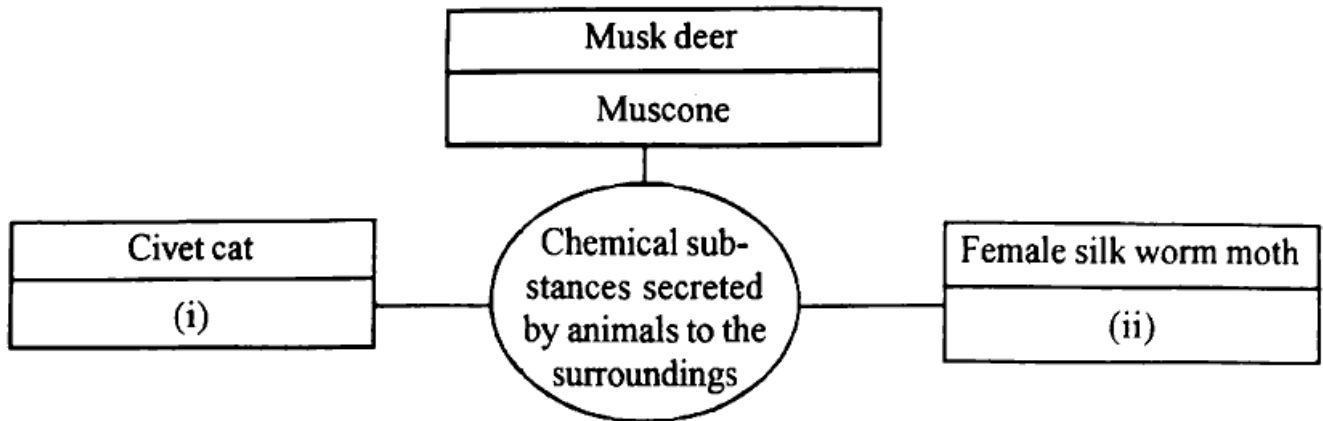 Musk deer
Muscone
Civet cat
(i)
Chemical sub-
stances secreted
by animals to the
surroundings
Female silk worm moth
(ii)